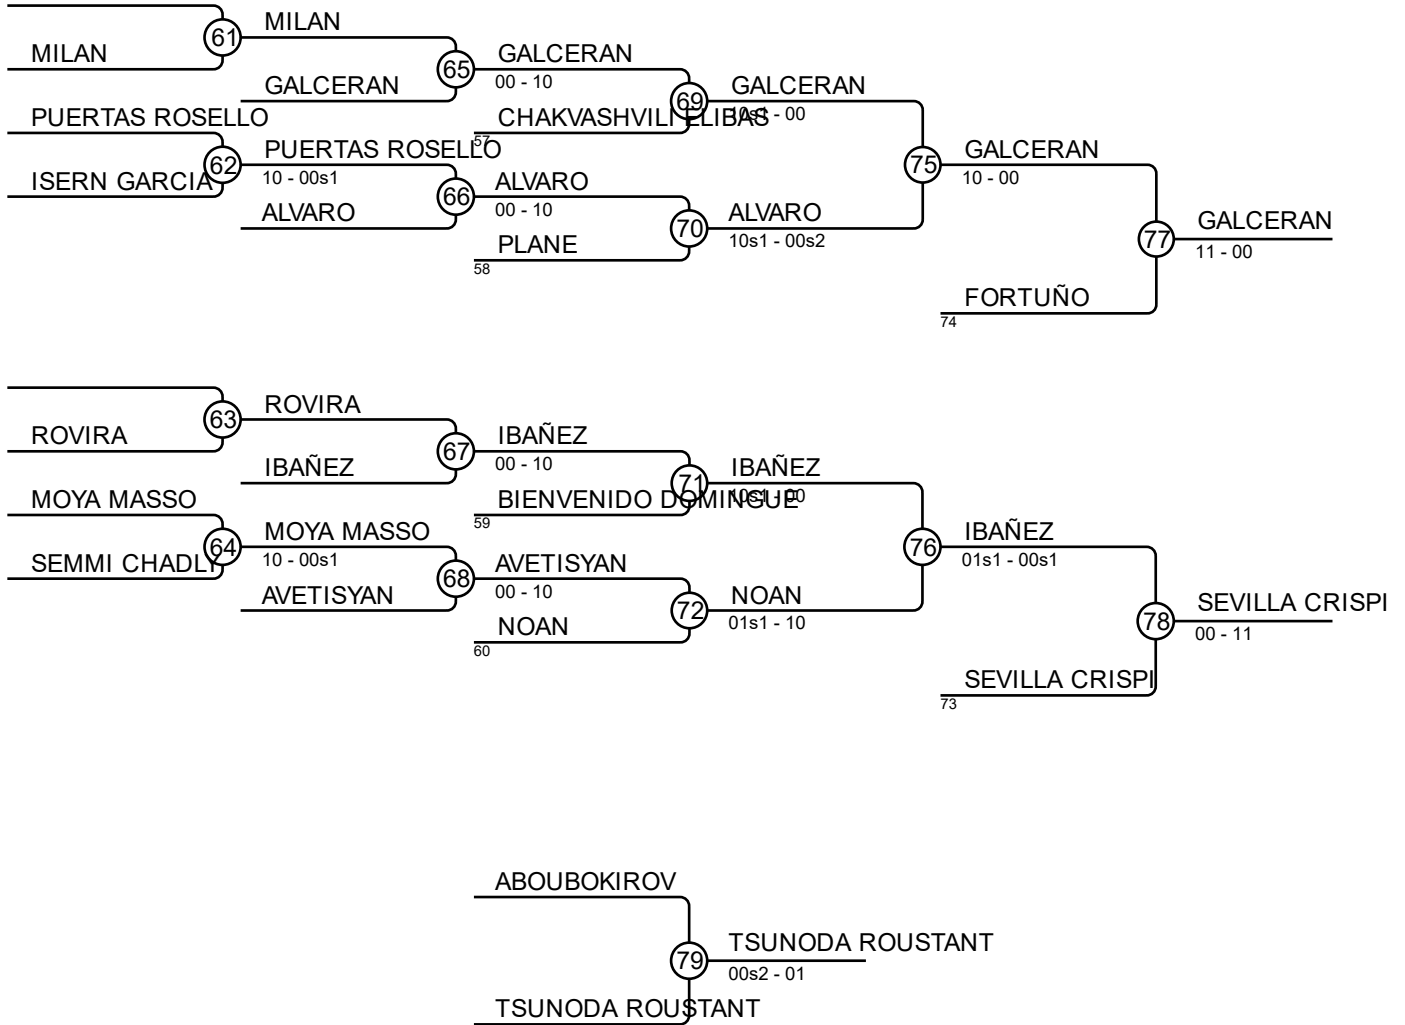 MILAN
61
MILAN
GALCERAN
65
GALCERAN
00 - 10
PUERTAS ROSELLO
62
ISERN GARCIA
PUERTAS ROSELLO
10 - 00s1
ALVARO
66
CHAKVASHVILI ELIBAS
57
69
GALCERAN
10s1 - 00
ALVARO
00 - 10
PLANE
58
70
ALVARO
10s1 - 00s2
75
GALCERAN
10 - 00
FORTUÑO
74
77
GALCERAN
11 - 00
63
ROVIRA
ROVIRA
IBAÑEZ
67
IBAÑEZ
00 - 10
MOYA MASSO
64
SEMMI CHADLY
MOYA MASSO
10 - 00s1
AVETISYAN
68
BIENVENIDO DOMINGUE
59
71
IBAÑEZ
10s1 - 00
AVETISYAN
00 - 10
NOAN
60
72
NOAN
01s1 - 10
76
IBAÑEZ
01s1 - 00s1
SEVILLA CRISPI
73
78
SEVILLA CRISPI
00 - 11
ABOUBOKIROV
79
TSUNODA ROUSTANT
00s2 - 01
TSUNODA ROUSTANT